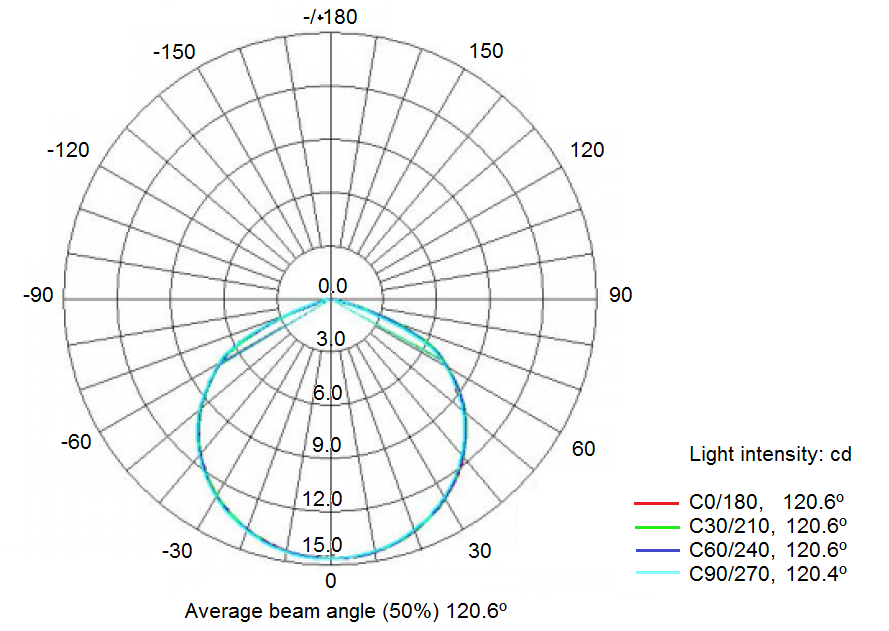 -/+180
-150 150
-120 120
0.0
-90 90
3.0
6.0
-60 60
9.0
Light intensity: cd
12.0
C0/180, 120.6º
C30/210, 120.6º
15.0
-30 30
C60/240, 120.6º
C90/270, 120.4º
0
Average beam angle (50%) 120.6º